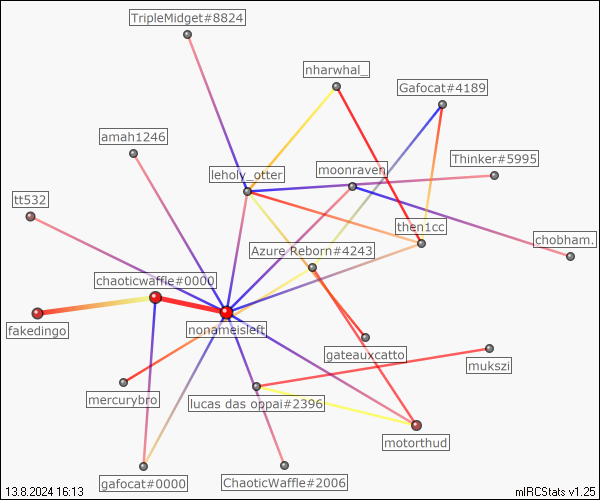 TripleMidget#8824
nharwhal_
Gafocat#4189
amah1246
Thinker#5995
leholy_otter
moonraven
tt532
then1cc
chobham.
Azure Reborn#4243
chaoticwaffle#0000
fakedingo
nonameisleft
gateauxcatto
mukszi
mercurybro
lucas das oppai#2396
motorthud
gafocat#0000
ChaoticWaffle#2006
13.8.2024 16:13
mIRCStats v1.25